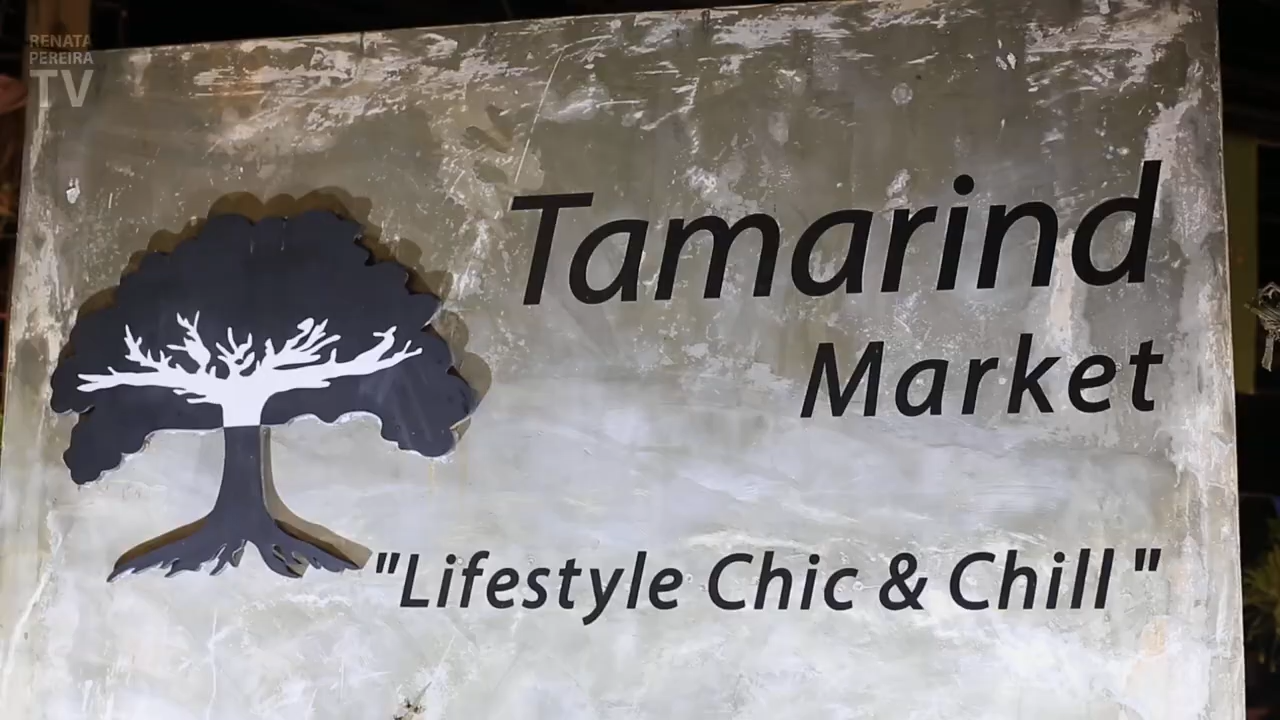 RENATA
PEREIRA
TV
Tamarind
Market
"Lifestyle Chic & Chill"